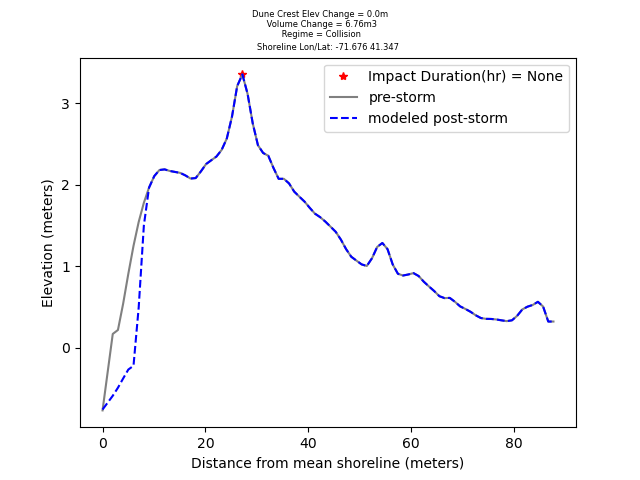 Dune Crest Elev Change = 0.0m
Volume Change = 6.76m3
Regime = Collision
Shoreline Lon/Lat: -71.676 41.347
Impact Duration(hr) = None
pre-storm
modeled post-storm
Elevation (meters)
3
2
1
0
0 20 40 60 80
Distance from mean shoreline (meters)